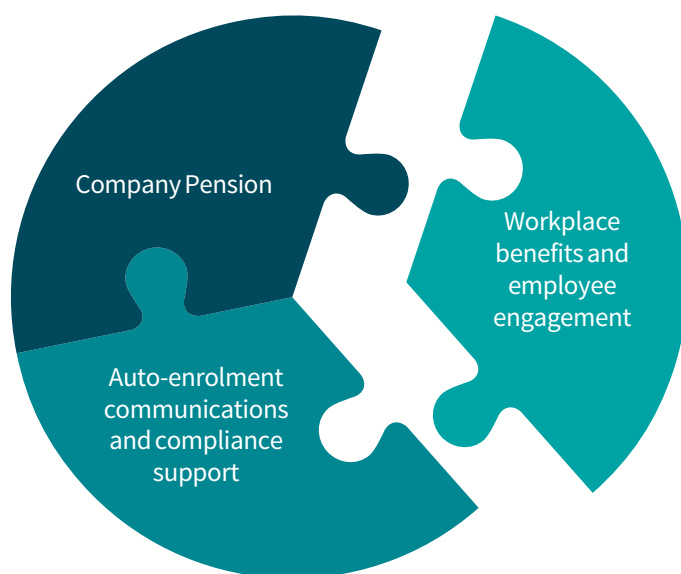 Company Pension
Workplace
benefits and
employee
engagement
Auto-enrolment
communications
and compliance
support